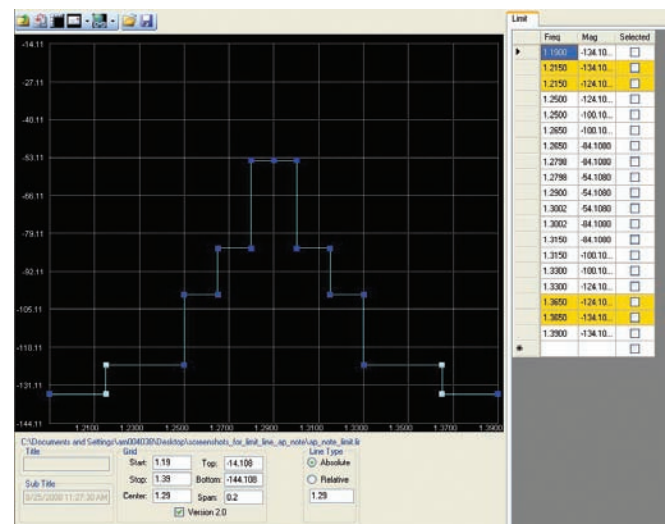 Limit
Freq Mag Selected
1.1900 -134.10...
1.2150 -134.10...
1.2150 -124.10...
1.2500 -124.10...
1.2500 -100.10...
1.2650 -100.10...
1.2650 -84.1080
1.2798 -84.1080
1.2798 -54.1080
1.2900 -54.1080
1.3002 -54.1080
1.3002 -84.1080
1.3150 -84.1080
1.3150 -100.10...
1.3300 -100.10...
1.3300 -124.10...
1.3650 -124.10...
1.3650 -134.10...
1.3900 -134.10...
-14.11
-27.11
-40.11
-53.11
-66.11
-79.11
-92.11
-105.11
-118.11
-131.11
-144.11
1.2100 1.2300 1.2500 1.2700 1.2900 1.3100 1.3300 1.3500 1.3700 1.3900
C:\Documents and Settings\am004038\Desktop\screenshots_for_limit_line_ap_note\ap_note_limit.lir
Title
Sub Title
8/25/2008 11:27:30 AM
Grid
Start: 1.19 Top: -14.108
Stop: 1.39 Bottom: -144.108
Center: 1.29 Span: 0.2
Version 2.0
Line Type
Absolute
Relative
1.29